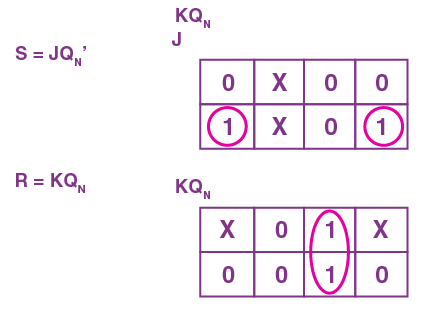 KQN
J
S = JQN’
0 X 0 0
1 X 0 1
R = KQN
KQN
X 0 1 X
0 0 1 0